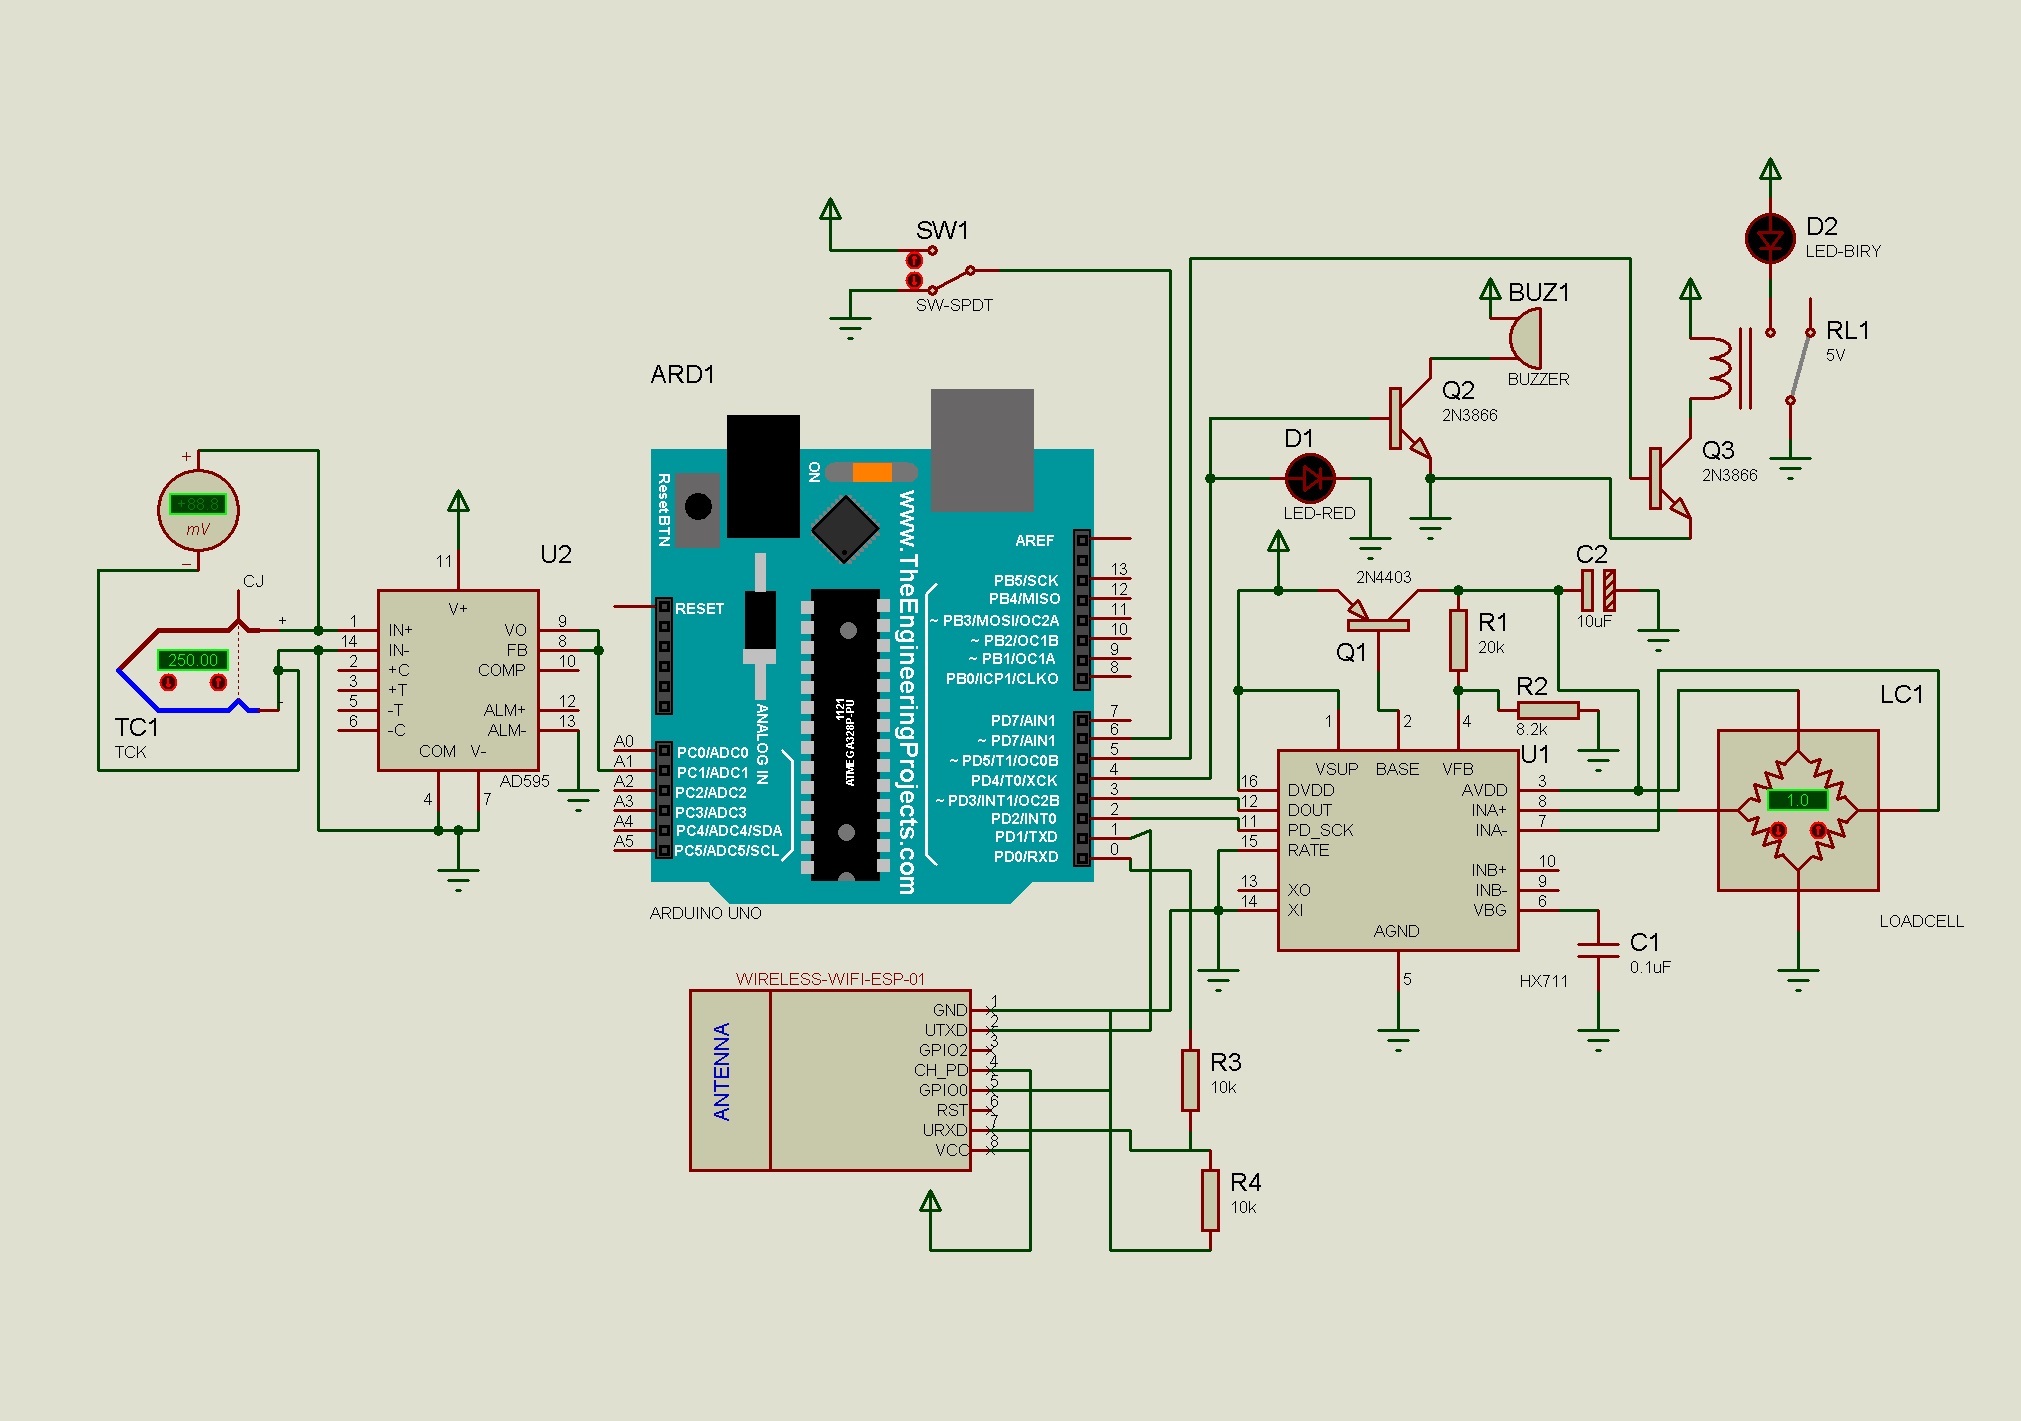 SW1
SW-SPDT
D2
LED-BIRY
BUZ1
BUZZER
RL1
5V
Q2
2N3866
Q3
2N3866
D1
LED-RED
ARD1
+
+88.8
mV
−
CJ
+
-
250.00
TC1
TCK
U2
11
V+
1
IN+
14
IN-
2
+C
3
+T
5
-T
6
-C
VO
9
FB
8
COMP
10
ALM+
12
ALM-
13
COM
V-
4
7
AD595
ON
ResetBTN
www.TheEngineeringProjects.com
1121
ATMEGA328P-PU
ANALOG IN
RESET
A0
PC0/ADC0
A1
PC1/ADC1
A2
PC2/ADC2
A3
PC3/ADC3
A4
PC4/ADC4/SDA
A5
PC5/ADC5/SCL
AREF
PB5/SCK
13
PB4/MISO
12
~ PB3/MOSI/OC2A
11
~ PB2/OC1B
10
~ PB1/OC1A
9
PB0/ICP1/CLKO
8
PD7/AIN1
7
~ PD7/AIN1
6
~ PD5/T1/OC0B
5
PD4/T0/XCK
4
~ PD3/INT1/OC2B
3
PD2/INT0
2
PD1/TXD
1
PD0/RXD
0
ARDUINO UNO
2N4403
Q1
R1
20k
C2
10uF
R2
8.2k
U1
1
VSUP
2
BASE
4
VFB
16
DVDD
12
DOUT
11
PD_SCK
15
RATE
13
XO
14
XI
AVDD
3
INA+
8
INA-
7
INB+
10
INB-
9
VBG
6
AGND
5
HX711
C1
0.1uF
LC1
1.0
LOADCELL
WIRELESS-WIFI-ESP-01
ANTENNA
GND
1
UTXD
2
GPIO2
3
CH_PD
4
GPIO0
5
RST
6
URXD
7
VCC
8
R3
10k
R4
10k